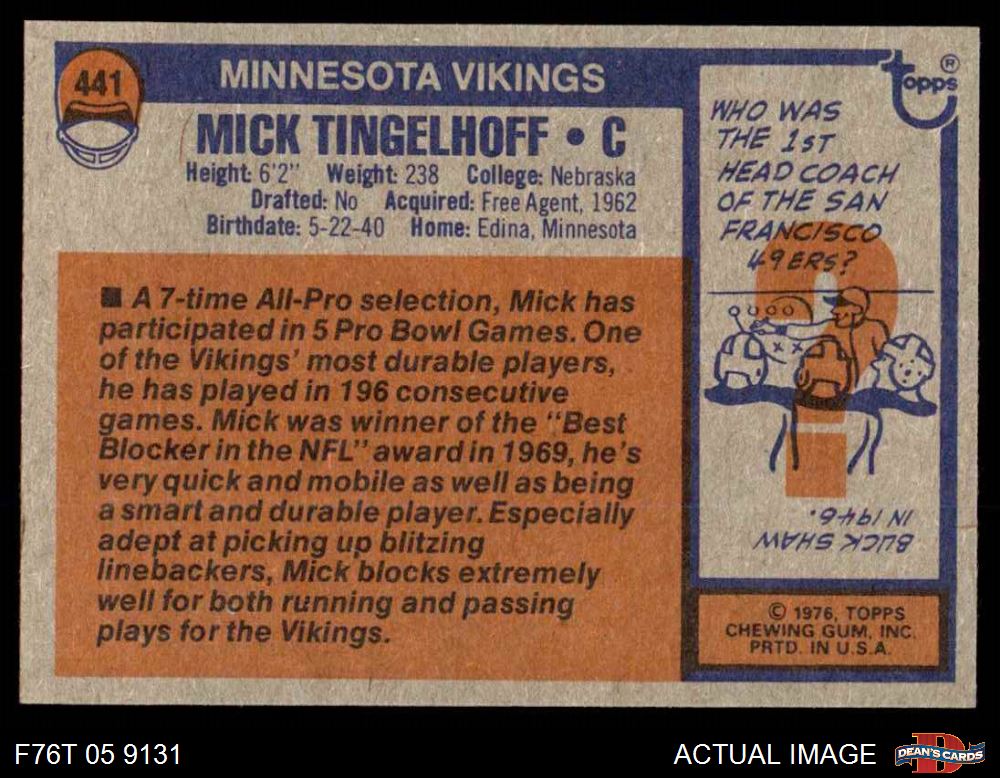 441
MINNESOTA VIKINGS
MICK TINGELHOFF • C
Height: 6'2" Weight: 238 College: Nebraska
Drafted: No Acquired: Free Agent, 1962
Birthdate: 5-22-40 Home: Edina, Minnesota
■ A 7-time All-Pro selection, Mick has
participated in 5 Pro Bowl Games. One
of the Vikings' most durable players,
he has played in 196 consecutive
games. Mick was winner of the "Best
Blocker in the NFL" award in 1969, he's
very quick and mobile as well as being
a smart and durable player. Especially
adept at picking up blitzing
linebackers, Mick blocks extremely
well for both running and passing
plays for the Vikings.
Topps ®
WHO WAS
THE 1ST
HEAD COACH
OF THE SAN
FRANCISCO
49ERS?
?
BUCK SHAW
IN 1946.
© 1976, TOPPS
CHEWING GUM, INC.
PRTD. IN U.S.A.
F76T 05 9131
ACTUAL IMAGE
D
DEAN'S CARDS